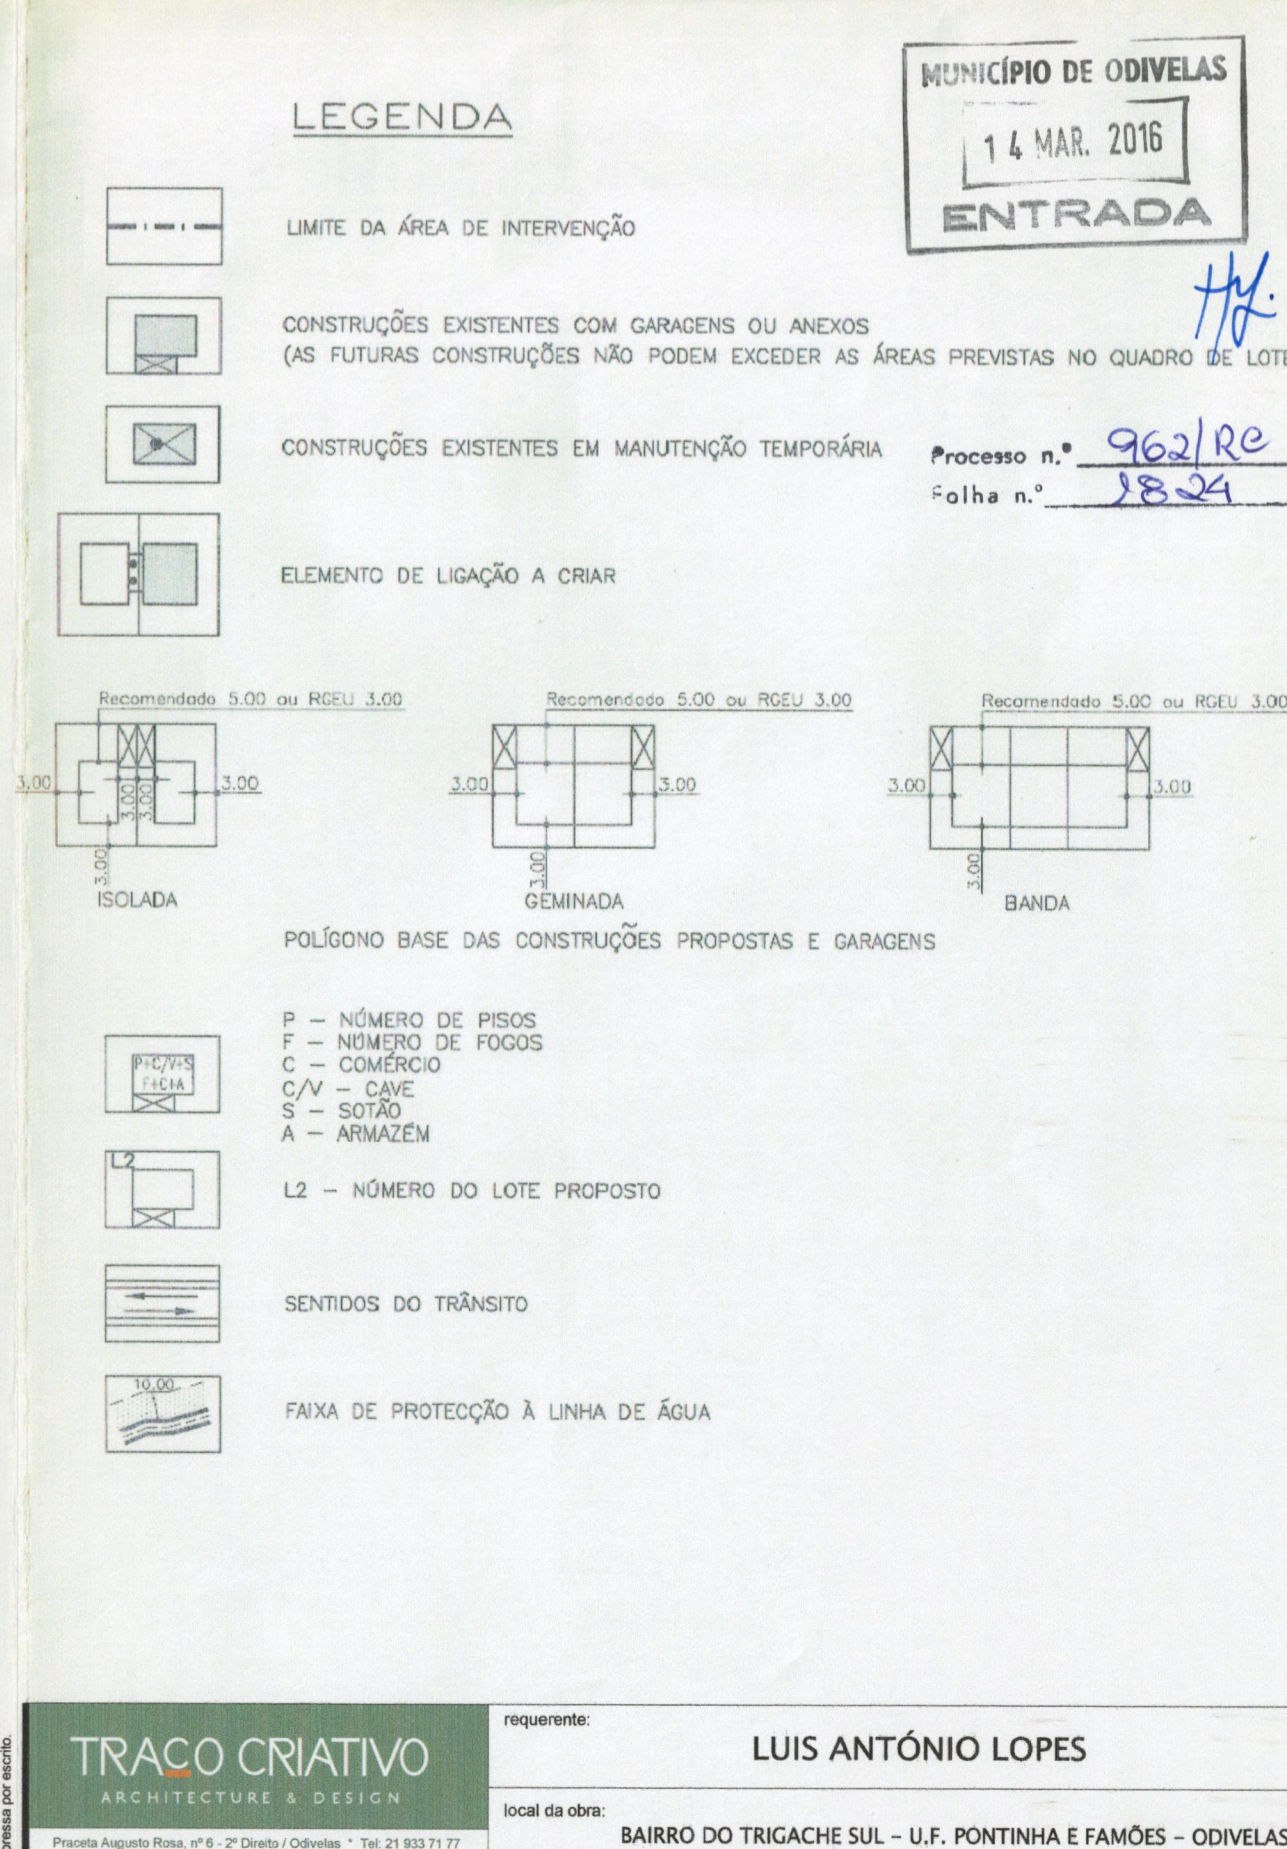 LEGENDA
MUNICÍPIO DE ODIVELAS
14 MAR. 2016
ENTRADA
LIMITE DA ÁREA DE INTERVENÇÃO
CONSTRUÇÕES EXISTENTES COM GARAGENS OU ANEXOS
(AS FUTURAS CONSTRUÇÕES NÃO PODEM EXCEDER AS ÁREAS PREVISTAS NO QUADRO DE LOTE
CONSTRUÇÕES EXISTENTES EM MANUTENÇÃO TEMPORÁRIA
Processo n.º 962/RC
Folha n.º 1824
ELEMENTO DE LIGAÇÃO A CRIAR
Recomendado 5.00 ou RGEU 3.00
3.00 3.00 3.00 3.00
3.00
ISOLADA
Recomendado 5.00 ou RGEU 3.00
3.00 3.00
3.00
GEMINADA
Recomendado 5.00 ou RGEU 3.00
3.00 3.00
3.00
BANDA
POLÍGONO BASE DAS CONSTRUÇÕES PROPOSTAS E GARAGENS
P+C/V+S
F+C+A
P – NÚMERO DE PISOS
F – NÚMERO DE FOGOS
C – COMÉRCIO
C/V – CAVE
S – SOTÃO
A – ARMAZÉM
L2
L2 – NÚMERO DO LOTE PROPOSTO
SENTIDOS DO TRÂNSITO
10.00
FAIXA DE PROTECÇÃO À LINHA DE ÁGUA
TRAÇO CRIATIVO
ARCHITECTURE & DESIGN
Praceta Augusto Rosa, nº 6 - 2º Direito / Odivelas * Tel: 21 933 71 77
requerente:
LUIS ANTÓNIO LOPES
local da obra:
BAIRRO DO TRIGACHE SUL – U.F. PONTINHA E FAMÕES – ODIVELAS
por escrito.